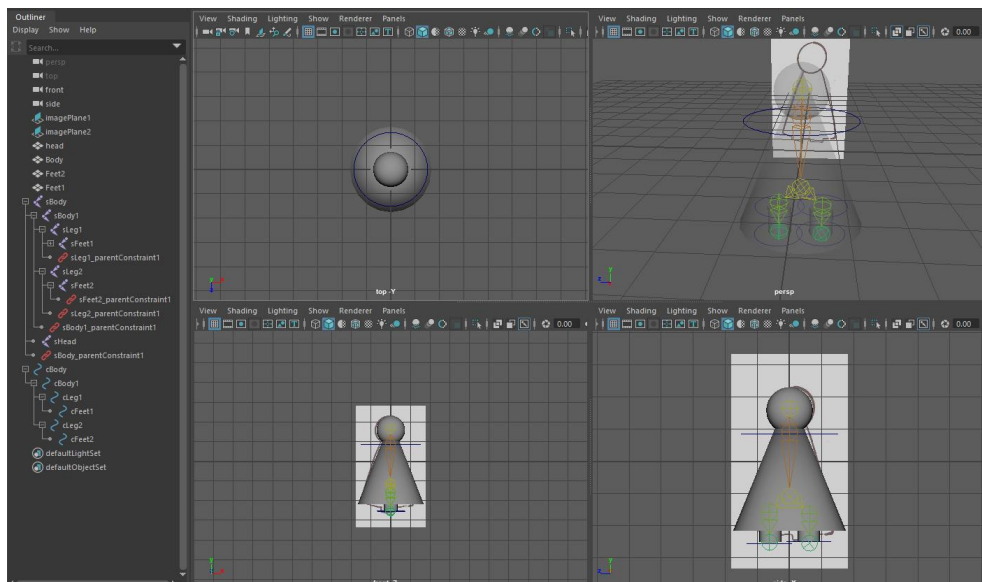 Outliner
Display Show Help
Search...
persp
top
front
side
imagePlane1
imagePlane2
head
Body
Feet2
Feet1
sBody
sBody1
sLeg1
sFeet1
sLeg1_parentConstraint1
sLeg2
sFeet2
sFeet2_parentConstraint1
sLeg2_parentConstraint1
sBody1_parentConstraint1
sHead
sBody_parentConstraint1
cBody
cBody1
cLeg1
cFeet1
cLeg2
cFeet2
defaultLightSet
defaultObjectSet
View Shading Lighting Show Renderer Panels
top -Y
View Shading Lighting Show Renderer Panels
0.00
persp
View Shading Lighting Show Renderer Panels
0.00
View Shading Lighting Show Renderer Panels
0.00